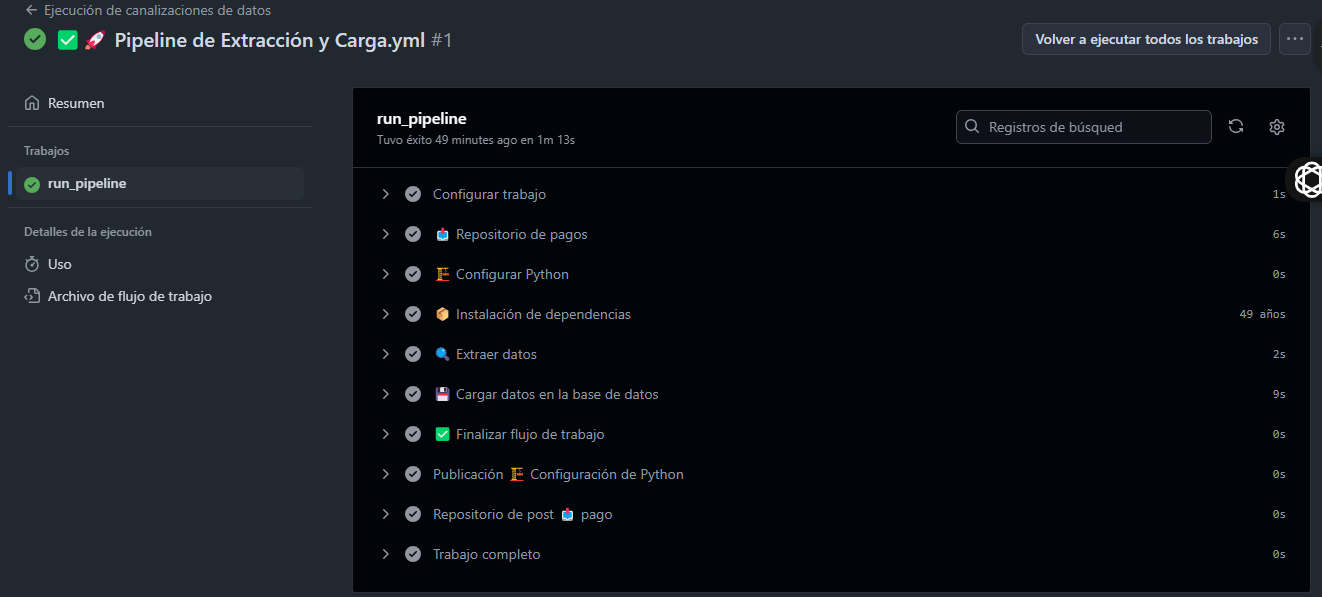 ← Ejecución de canalizaciones de datos
✅ 🚀 Pipeline de Extracción y Carga.yml #1
Volver a ejecutar todos los trabajos
Resumen
Trabajos
run_pipeline
Detalles de la ejecución
Uso
Archivo de flujo de trabajo
run_pipeline
Tuvo éxito 49 minutes ago en 1m 13s
Registros de búsqued
Configurar trabajo 1s
📥 Repositorio de pagos 6s
🏗 Configurar Python 0s
📦 Instalación de dependencias 49 años
🔍 Extraer datos 2s
💾 Cargar datos en la base de datos 9s
✅ Finalizar flujo de trabajo 0s
Publicación 🏗 Configuración de Python 0s
Repositorio de post 📥 pago 0s
Trabajo completo 0s